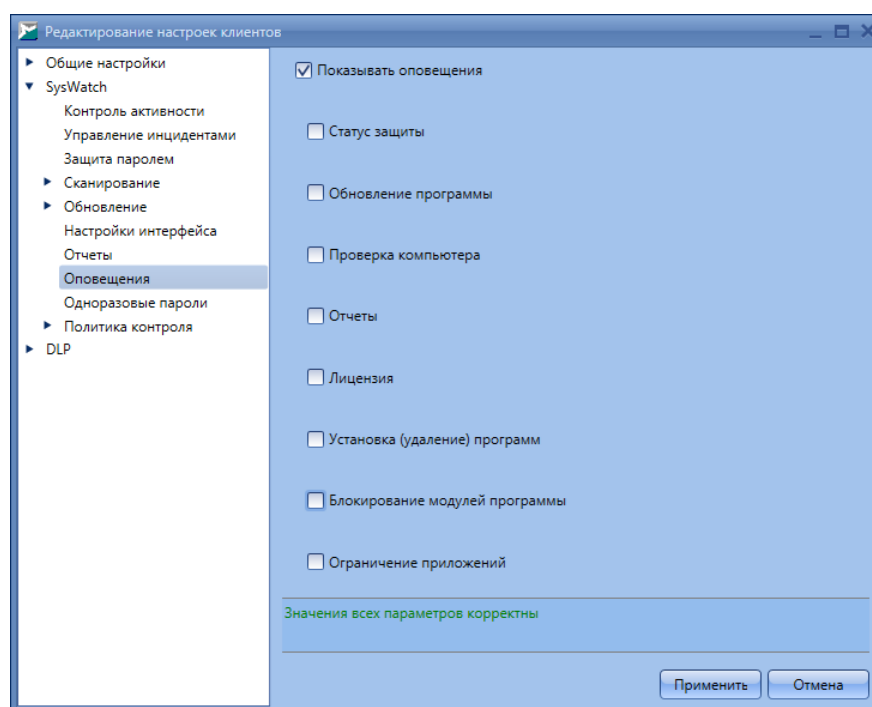 Редактирование настроек клиентов
Общие настройки
SysWatch
Контроль активности
Управление инцидентами
Защита паролем
Сканирование
Обновление
Настройки интерфейса
Отчеты
Оповещения
Одноразовые пароли
Политика контроля
DLP
Показывать оповещения
Статус защиты
Обновление программы
Проверка компьютера
Отчеты
Лицензия
Установка (удаление) программ
Блокирование модулей программы
Ограничение приложений
Значения всех параметров корректны
Применить
Отмена